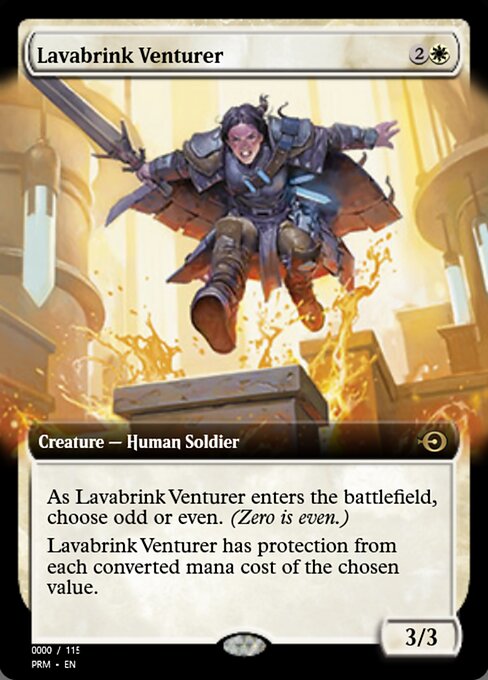 Lavabrink Venturer 2
Creature — Human Soldier
As Lavabrink Venturer enters the battlefield,
choose odd or even. (Zero is even.)
Lavabrink Venturer has protection from
each converted mana cost of the chosen
value.
3/3
0000 / 115
PRM • EN